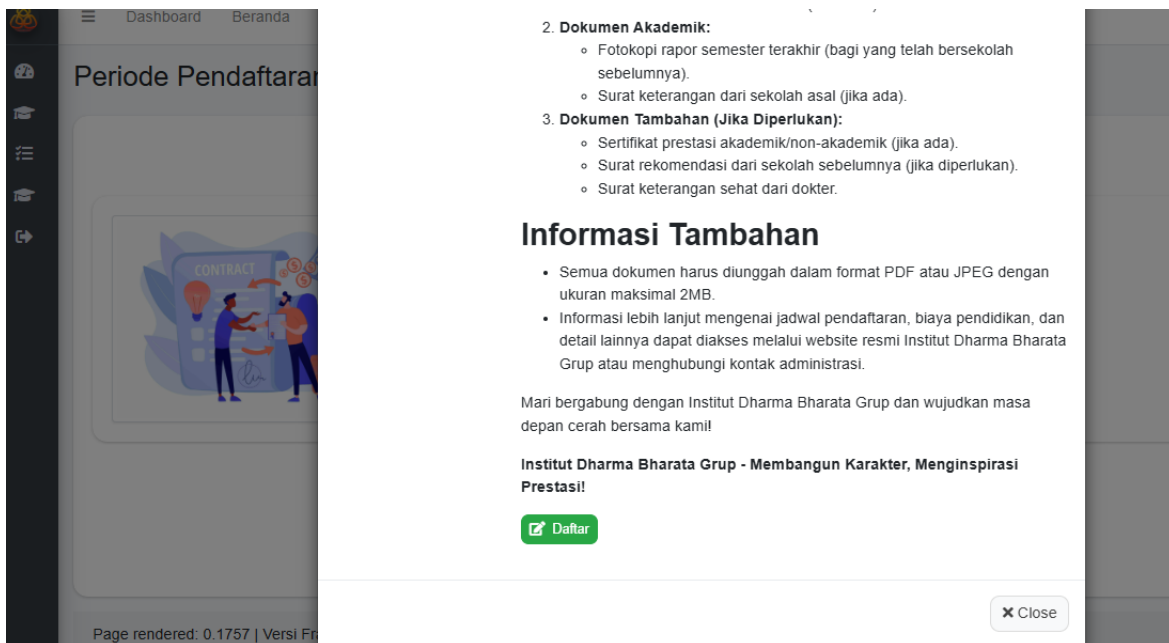 Dashboard Beranda
Periode Pendaftaran
CONTRACT
2. Dokumen Akademik:
Fotokopi rapor semester terakhir (bagi yang telah bersekolah
sebelumnya).
Surat keterangan dari sekolah asal (jika ada).
3. Dokumen Tambahan (Jika Diperlukan):
Sertifikat prestasi akademik/non-akademik (jika ada).
Surat rekomendasi dari sekolah sebelumnya (jika diperlukan).
Surat keterangan sehat dari dokter.
Informasi Tambahan
Semua dokumen harus diunggah dalam format PDF atau JPEG dengan
ukuran maksimal 2MB.
Informasi lebih lanjut mengenai jadwal pendaftaran, biaya pendidikan, dan
detail lainnya dapat diakses melalui website resmi Institut Dharma Bharata
Grup atau menghubungi kontak administrasi.
Mari bergabung dengan Institut Dharma Bharata Grup dan wujudkan masa
depan cerah bersama kami!
Institut Dharma Bharata Grup - Membangun Karakter, Menginspirasi
Prestasi!
Daftar
Close
Page rendered: 0.1757 | Versi